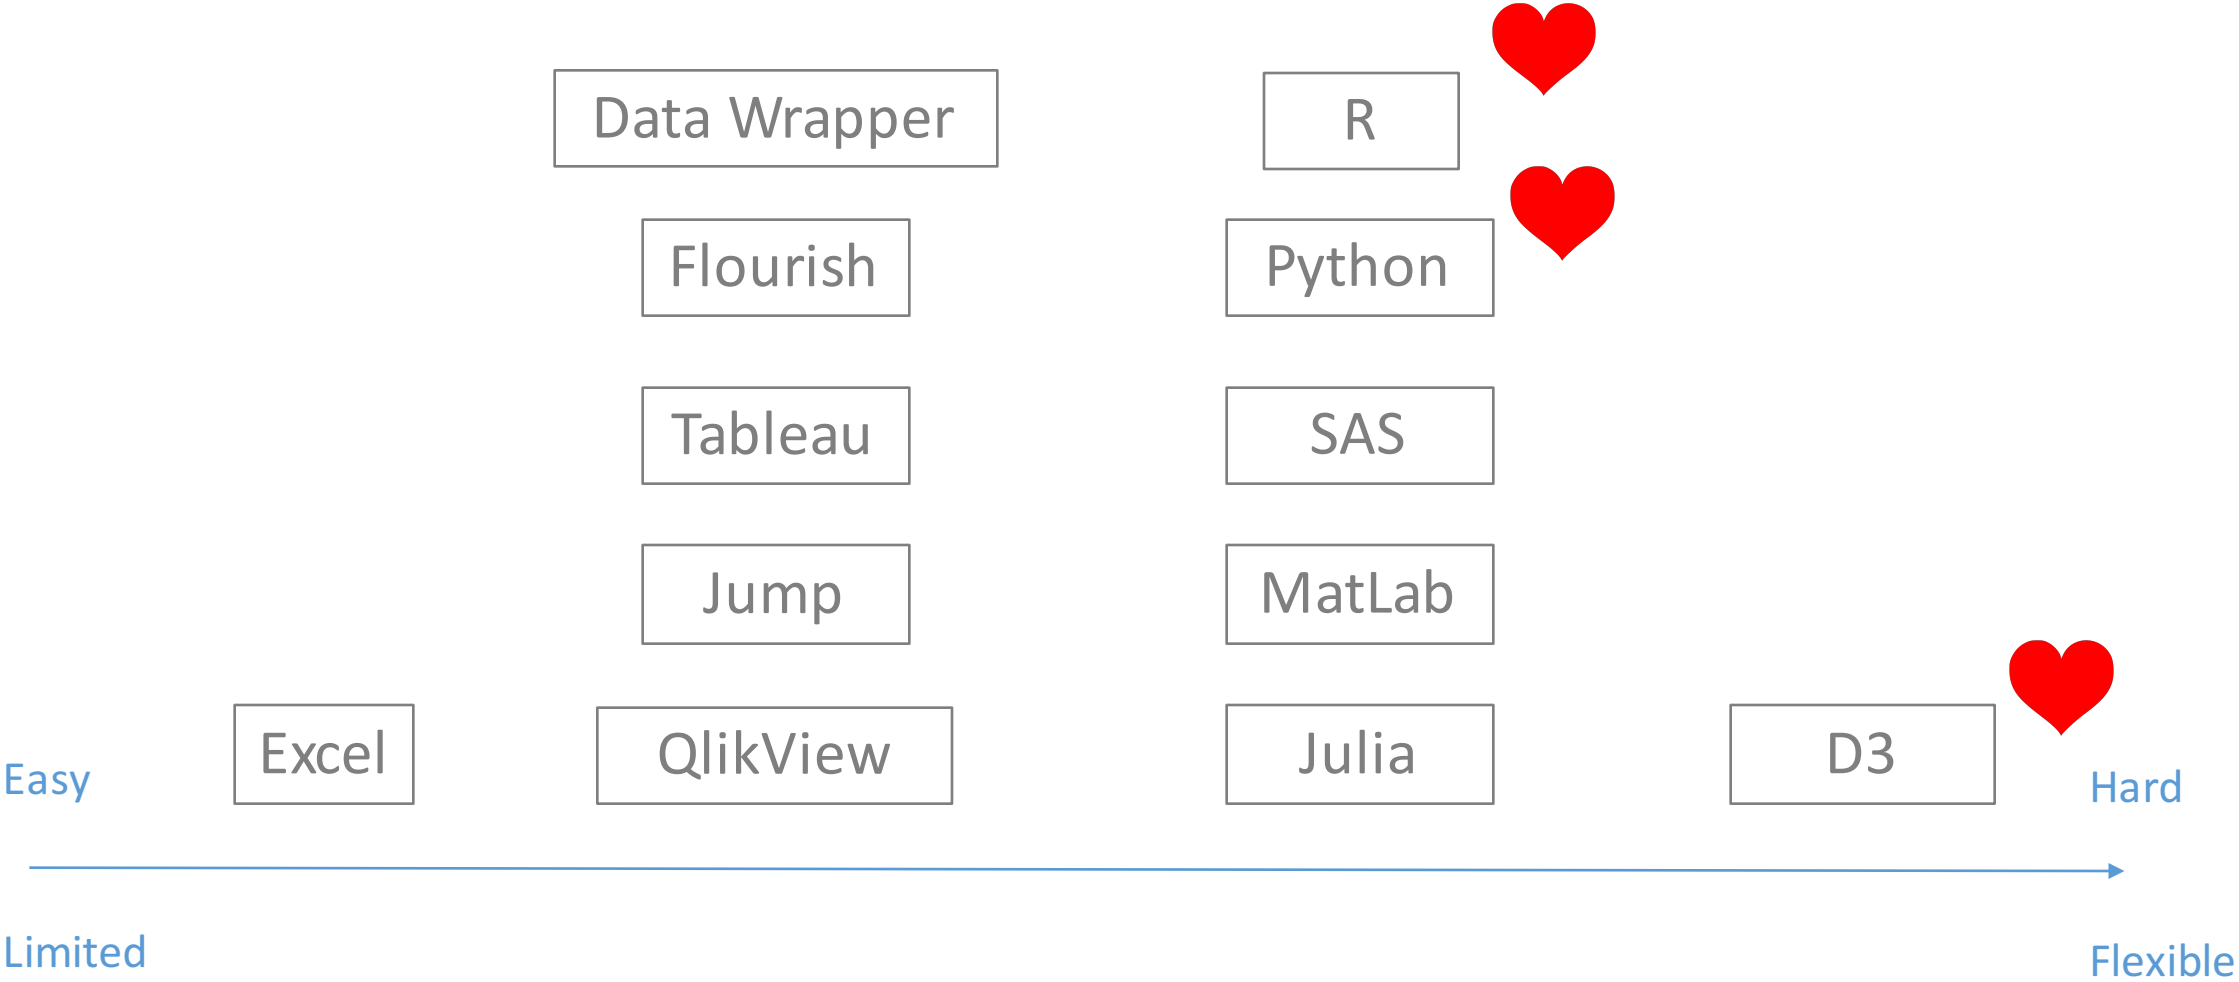 Data Wrapper
R
Flourish
Python
Tableau
SAS
Jump
MatLab
Excel
QlikView
Julia
D3
Easy
Hard
Limited
Flexible